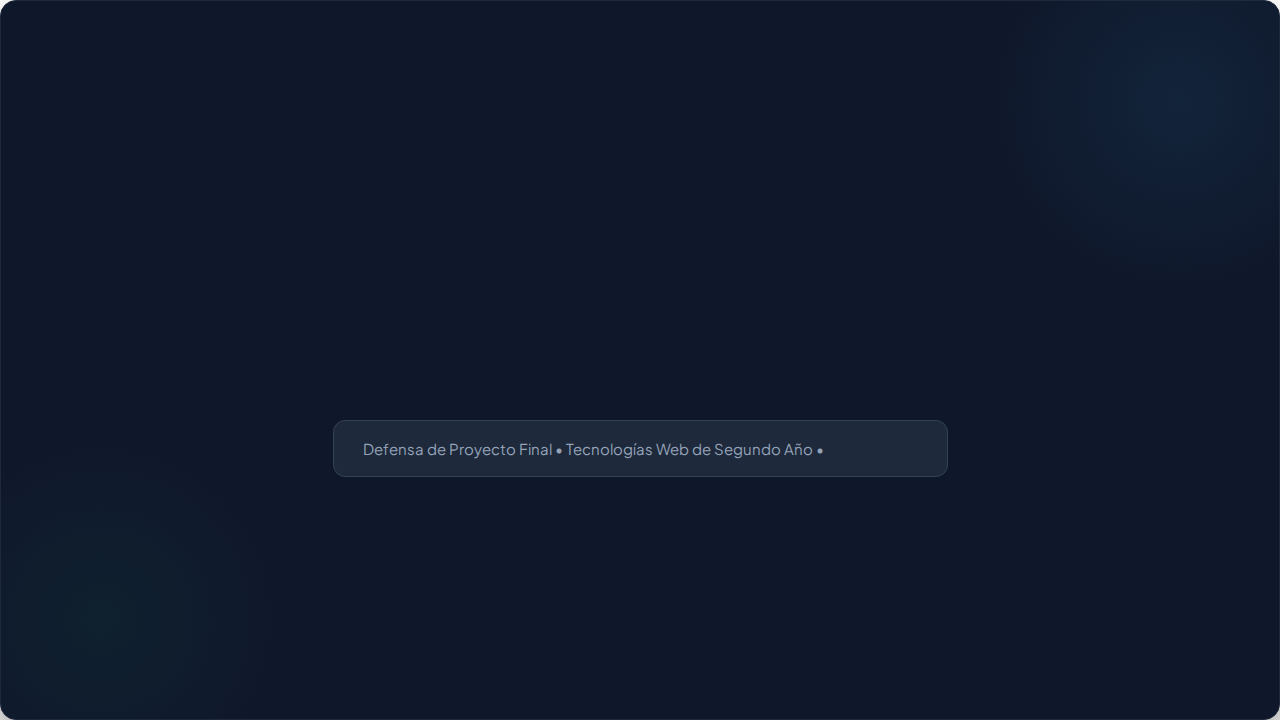 Defensa de Proyecto Final • Tecnologías Web de Segundo Año •